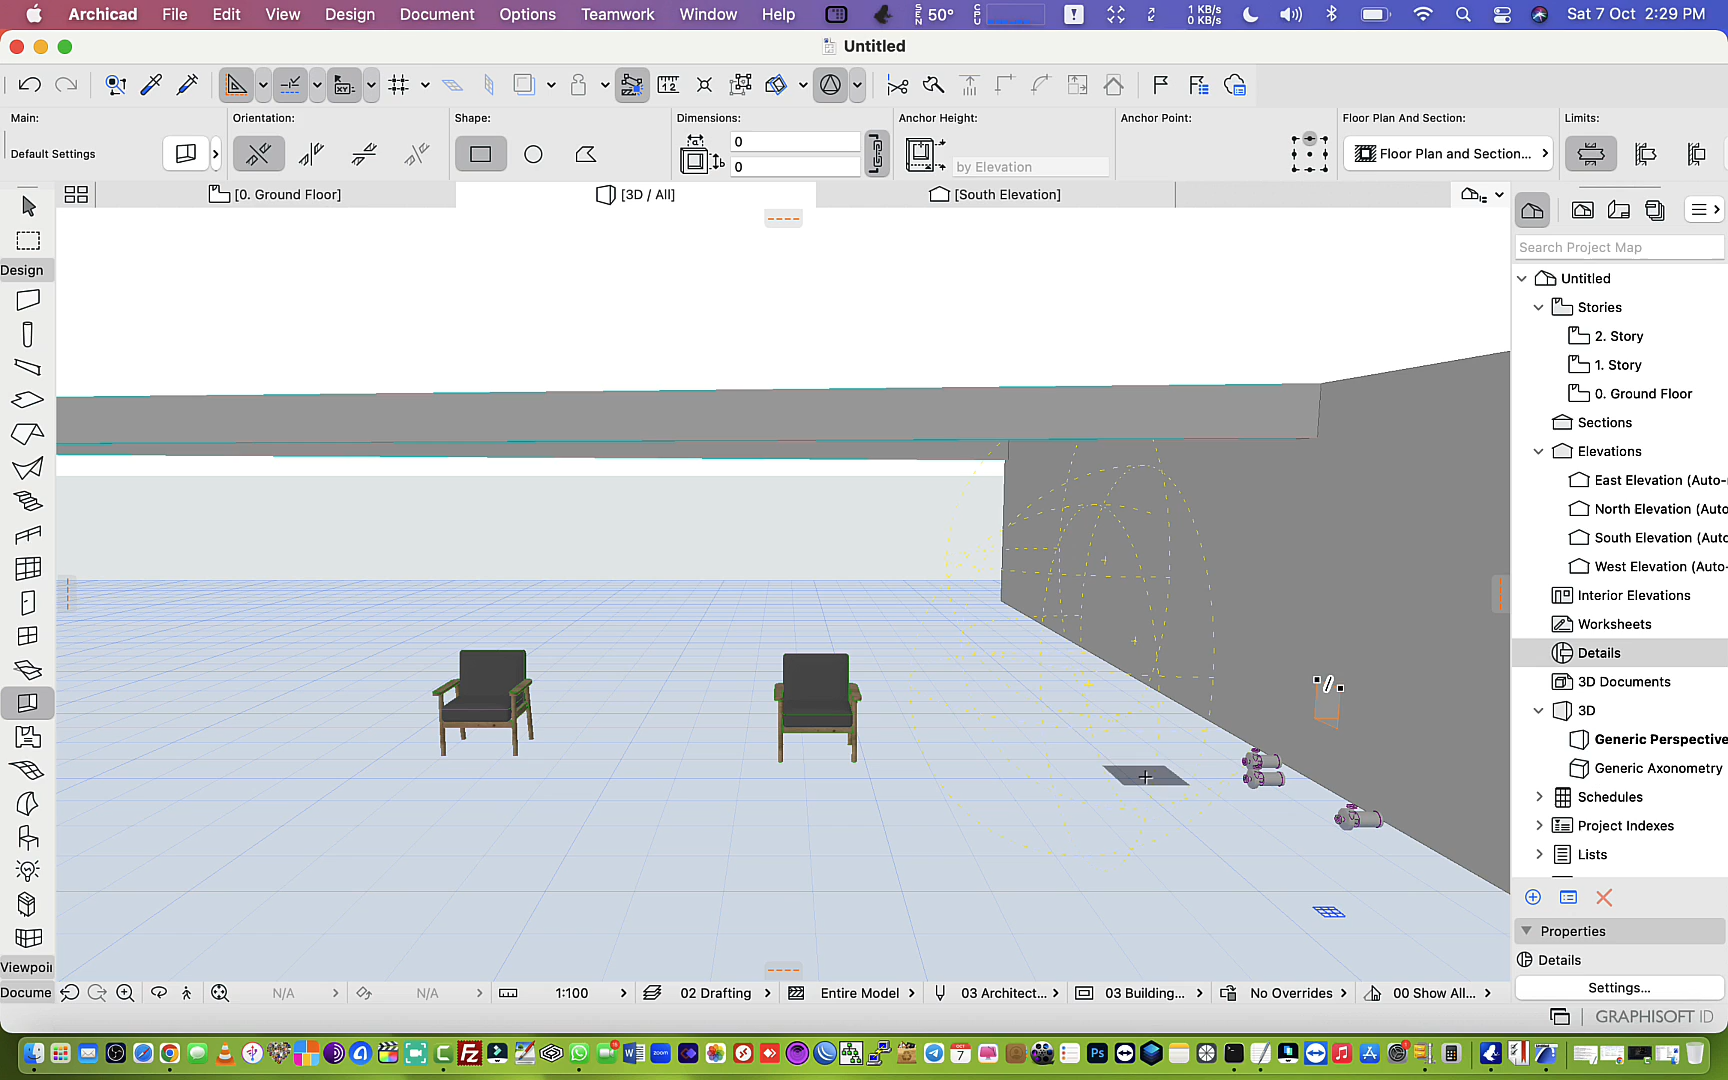 Archicad File Edit View Design Document Options Teamwork Window Help
50°
1 KB/s
0 KB/s
Sat 7 Oct 2:29 PM
Untitled
Main:
Orientation:
Shape:
Dimensions:
Anchor Height:
Anchor Point:
Floor Plan And Section:
Limits:
Default Settings
0
0
by Elevation
Floor Plan and Section...
[0. Ground Floor]
[3D / All]
[South Elevation]
Design
Viewpoi
Docume
Search Project Map
Untitled
Stories
2. Story
1. Story
0. Ground Floor
Sections
Elevations
East Elevation (Auto-
North Elevation (Auto
South Elevation (Auto
West Elevation (Auto-
Interior Elevations
Worksheets
Details
3D Documents
3D
Generic Perspective
Generic Axonometry
Schedules
Project Indexes
Lists
Properties
Details
Settings...
N/A
N/A
1:100
02 Drafting
Entire Model
03 Architect...
03 Building...
No Overrides
00 Show All...
GRAPHISOFT ID